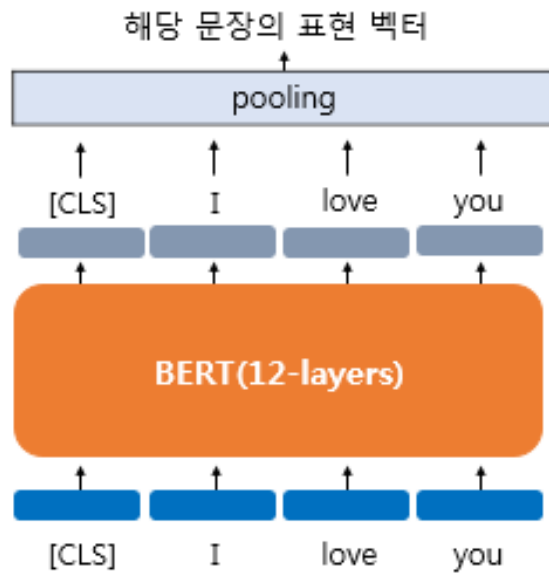 해당 문장의 표현 벡터
pooling
[CLS] I love you
BERT(12-layers)
[CLS] I love you